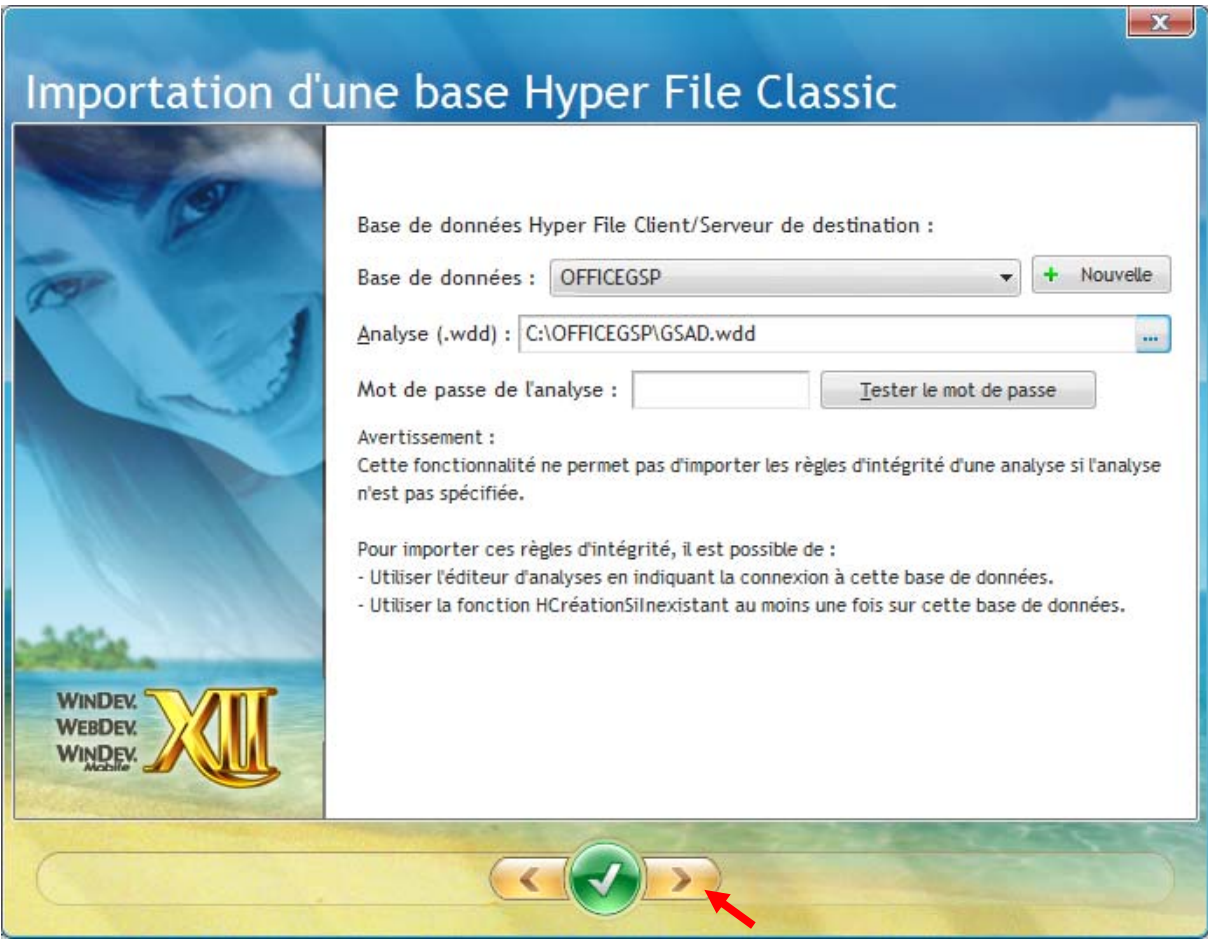 Importation d'une base Hyper File Classic
Base de données Hyper File Client/Serveur de destination :
Base de données : OFFICEGSP + Nouvelle
Analyse (.wdd) : C:\OFFICEGSP\GSAD.wdd ...
Mot de passe de l'analyse : Tester le mot de passe
Avertissement :
Cette fonctionnalité ne permet pas d'importer les règles d'intégrité d'une analyse si l'analyse
n'est pas spécifiée.
Pour importer ces règles d'intégrité, il est possible de :
- Utiliser l'éditeur d'analyses en indiquant la connexion à cette base de données.
- Utiliser la fonction HCréationSiInexistant au moins une fois sur cette base de données.
WINDEV.
WEBDEV.
WINDEV.
Mobile
XII